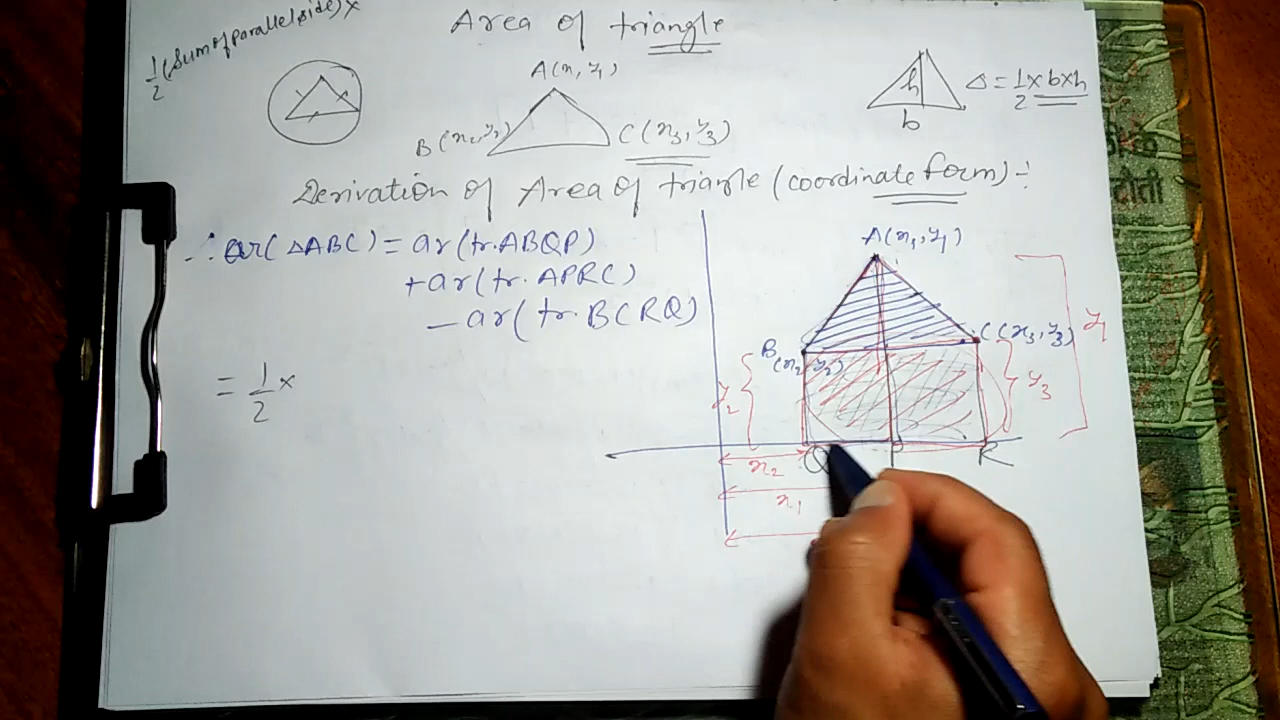 1/2 (Sum of parallel side) x
Area of triangle
A(x, y1)
B(x2, y2)
C(x3, y3)
h
b
Δ = 1/2 x b x h
Derivation of Area of triangle (coordinate form) :-
∴ ar(ΔABC) = ar(tr.ABQP)
+ ar(tr. APRC)
- ar(tr. BCRQ)
= 1/2 x
A(x1, y1)
B(x2, y2)
C(x3, y3)
y1
y2
y3
Q
P
R
x2
x1